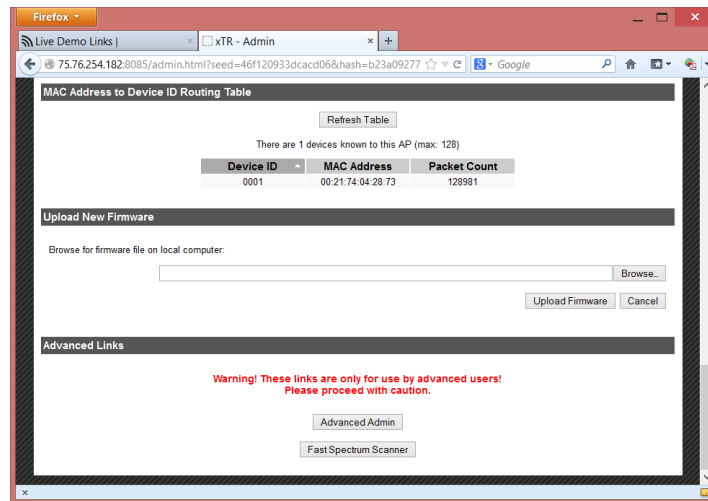 Firefox
Live Demo Links |
xTR - Admin
75.76.254.182:8085/admin.html?seed=46f120933dcacd06&hash=b23a09277
Google
MAC Address to Device ID Routing Table
Refresh Table
There are 1 devices known to this AP (max: 128)
Device ID MAC Address Packet Count
0001 00:21:74:04:28:73 128981
Upload New Firmware
Browse for firmware file on local computer:
Browse...
Upload Firmware Cancel
Advanced Links
Warning! These links are only for use by advanced users!
Please proceed with caution.
Advanced Admin
Fast Spectrum Scanner